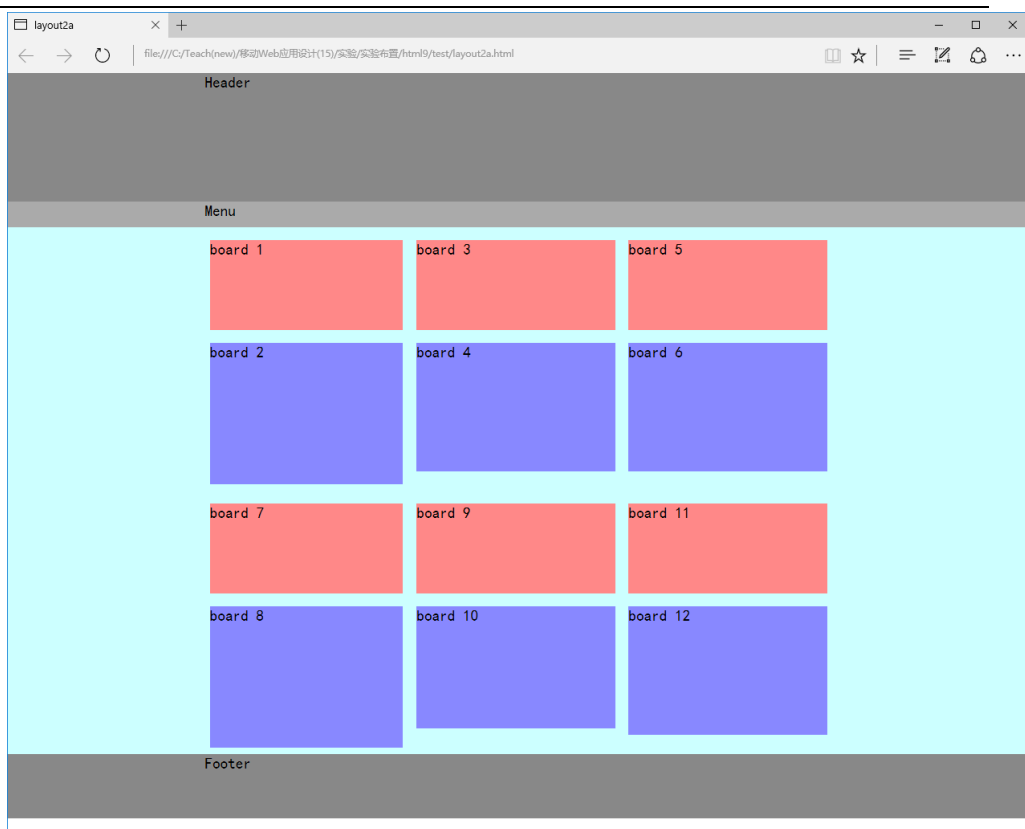 layout2a
file:///C:/Teach(new)/移动Web应用设计(15)/实验/实验布置/html9/test/layout2a.html
Header
Menu
board 1
board 3
board 5
board 2
board 4
board 6
board 7
board 9
board 11
board 8
board 10
board 12
Footer